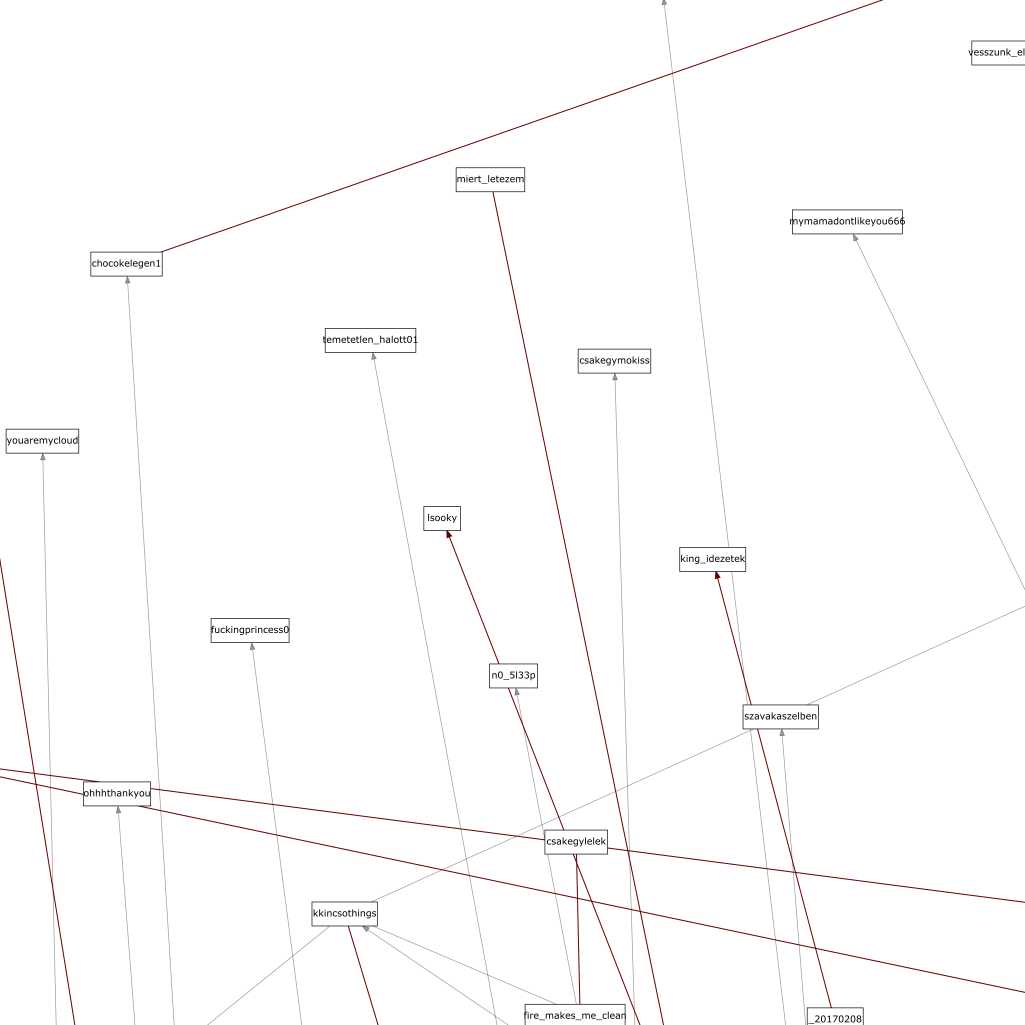 vesszunk_el
miert_letezem
mymamadontlikeyou666
chocokelegen1
temetetlen_halott01
csakegymokiss
youaremycloud
lsooky
king_idezetek
fuckingprincess0
n0_5l33p
szavakaszelben
ohhhthankyou
csakegylelek
kkincsothings
fire_makes_me_clean
_20170208